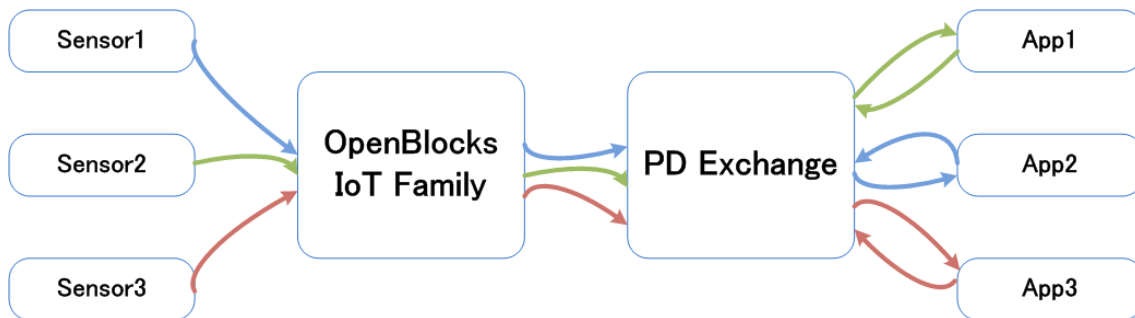 Sensor1
Sensor2
Sensor3
OpenBlocks
IoT Family
PD Exchange
App1
App2
App3